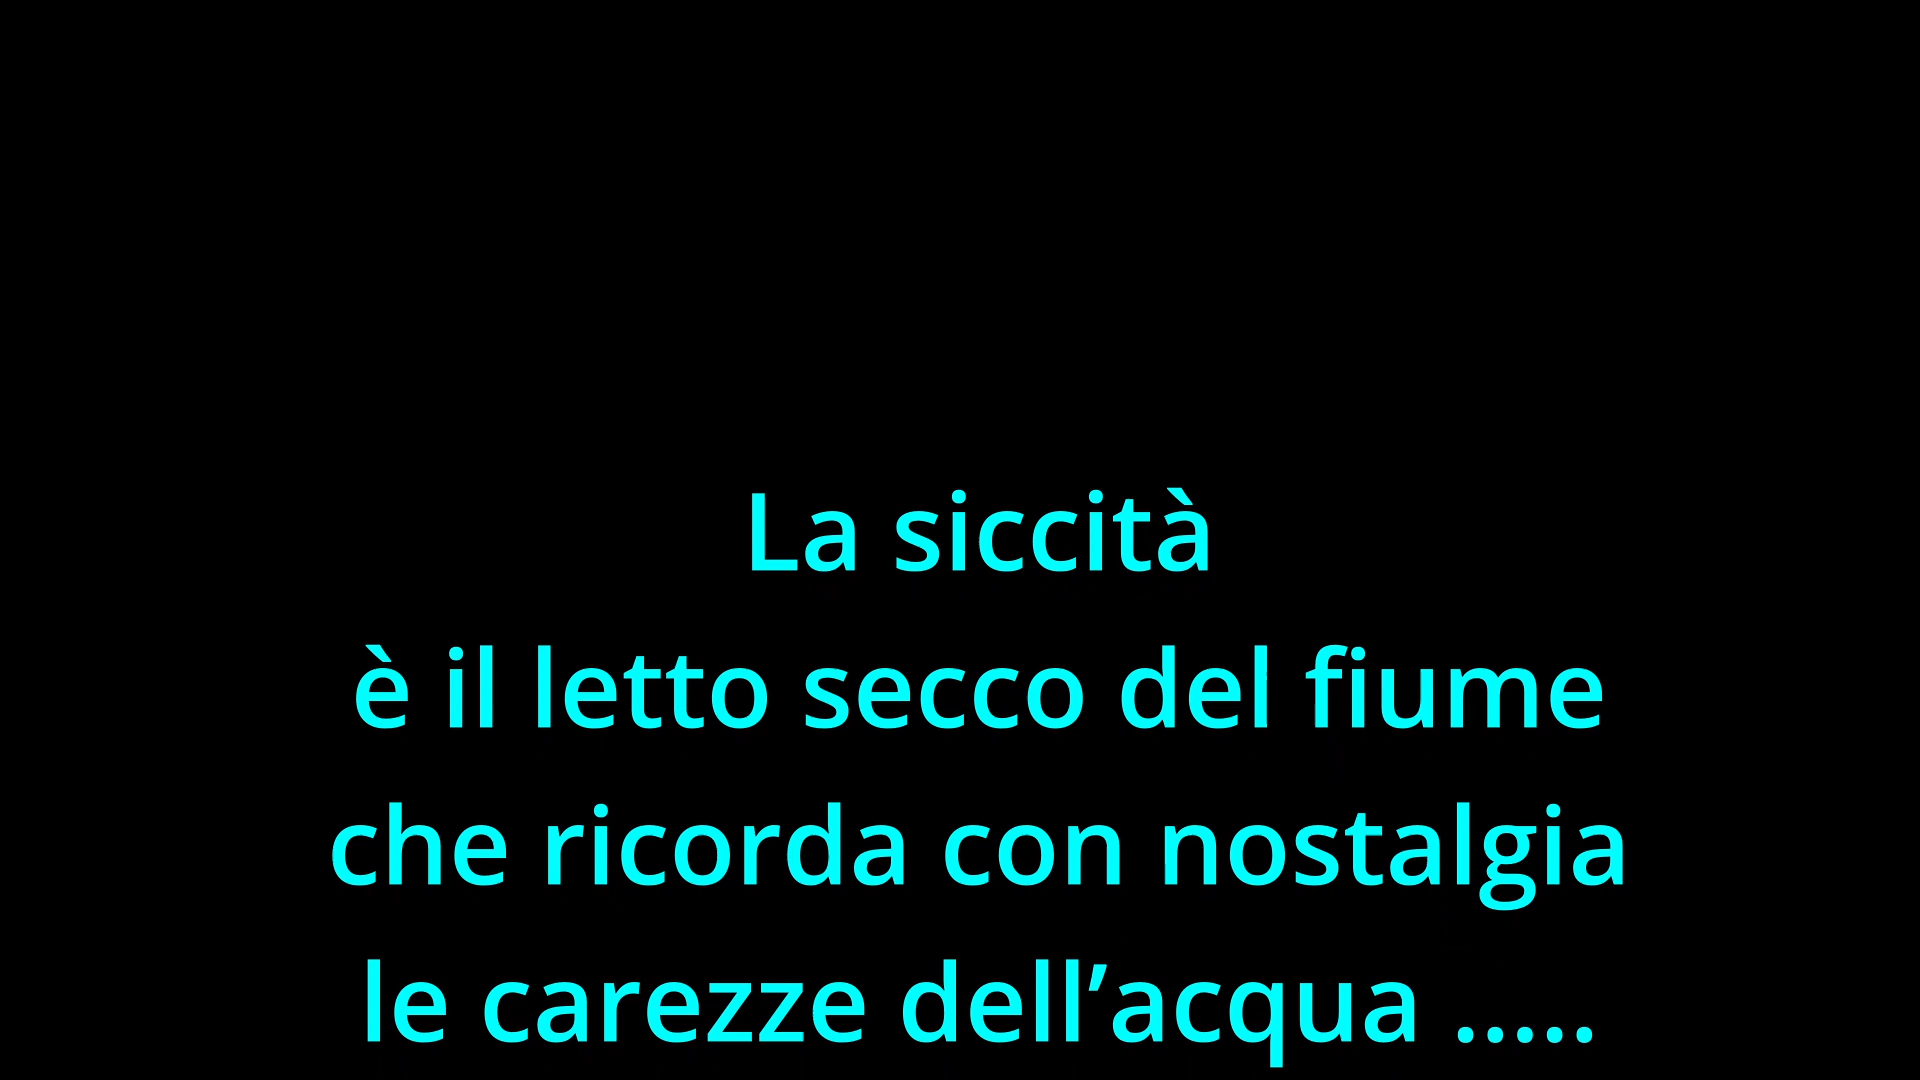 La siccità
è il letto secco del fiume
che ricorda con nostalgia
le carezze dell’acqua .....